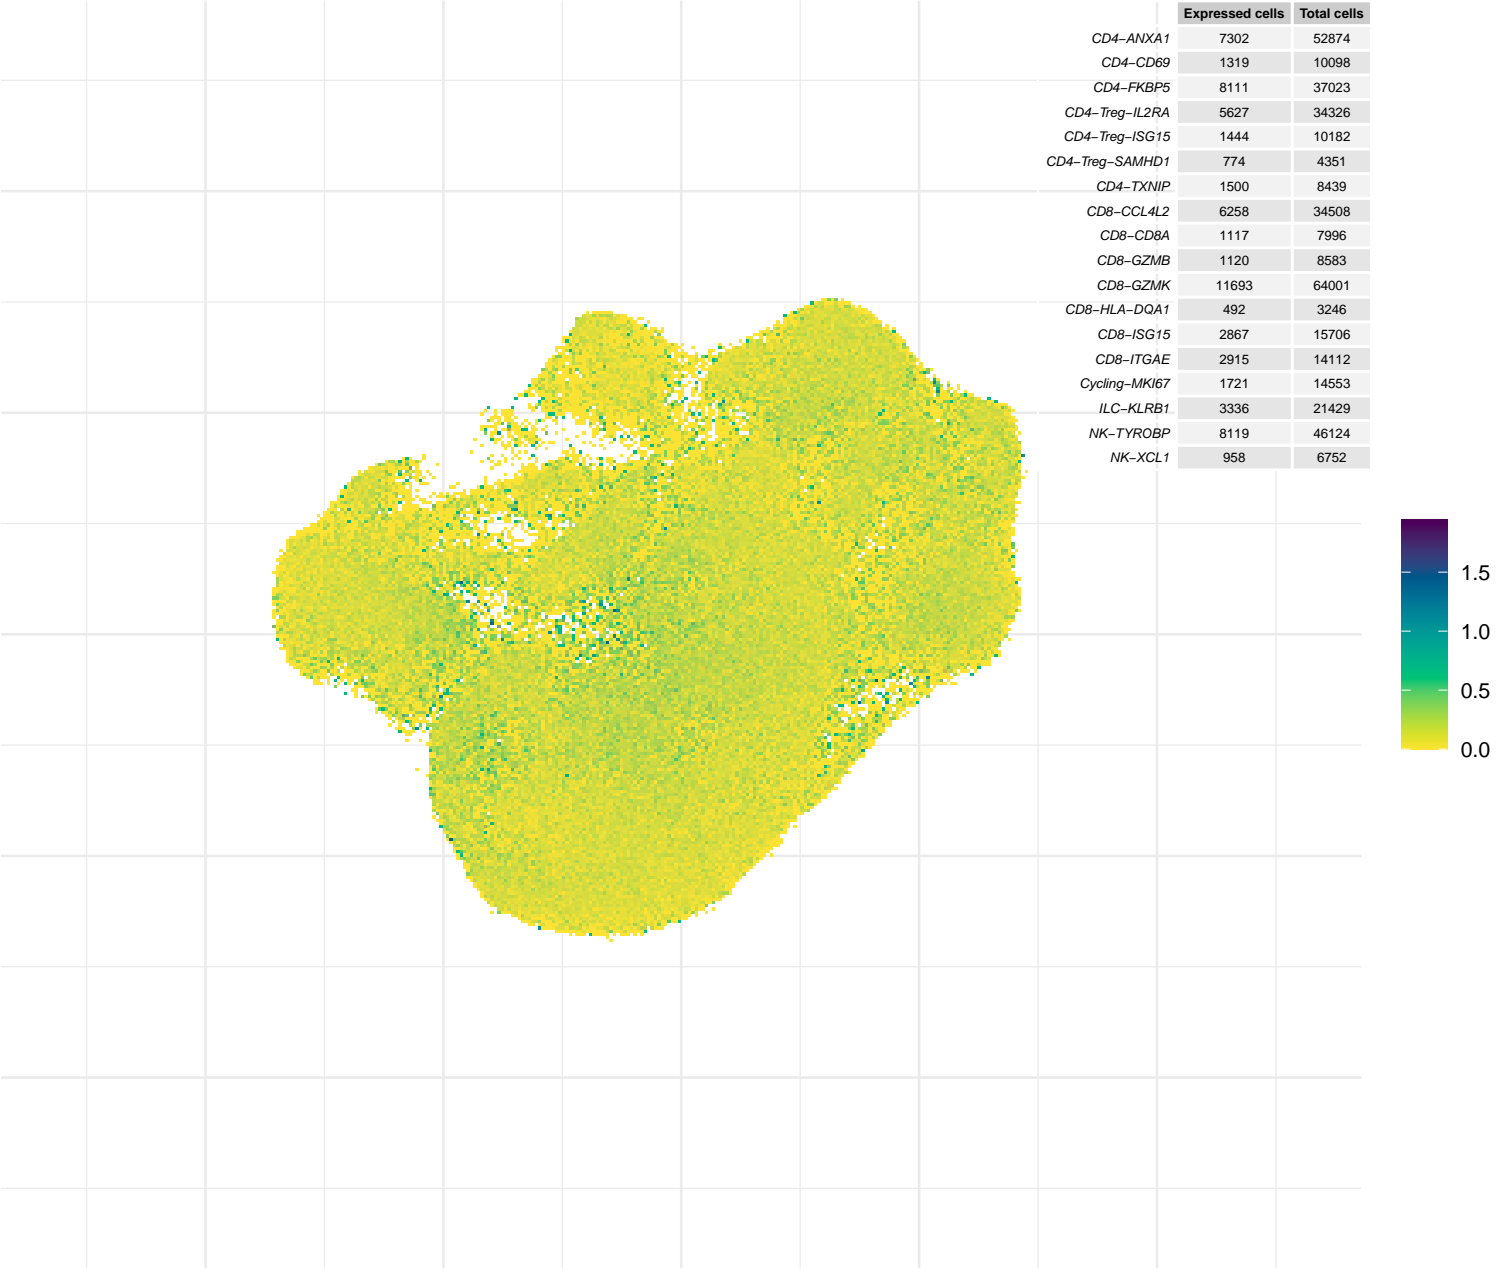 Expressed cells Total cells
CD4−ANXA1 7302 52874
CD4−CD69 1319 10098
CD4−FKBP5 8111 37023
CD4−Treg−IL2RA 5627 34326
CD4−Treg−ISG15 1444 10182
CD4−Treg−SAMHD1 774 4351
CD4−TXNIP 1500 8439
CD8−CCL4L2 6258 34508
CD8−CD8A 1117 7996
CD8−GZMB 1120 8583
CD8−GZMK 11693 64001
CD8−HLA−DQA1 492 3246
CD8−ISG15 2867 15706
CD8−ITGAE 2915 14112
Cycling−MKI67 1721 14553
ILC−KLRB1 3336 21429
NK−TYROBP 8119 46124
NK−XCL1 958 6752
1.5
1.0
0.5
0.0